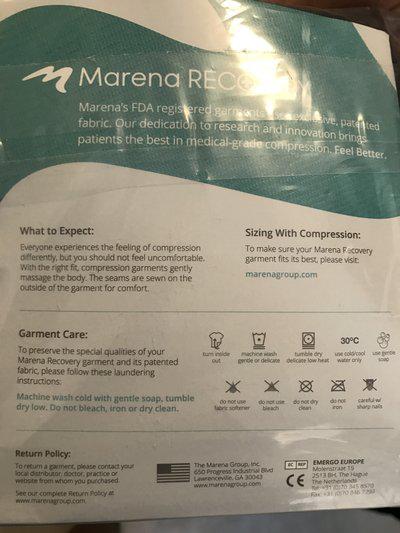 Marena RECOVERY
Marena's FDA registered garments exclusive, patented
fabric. Our dedication to research and innovation brings
patients the best in medical-grade compression. Feel Better.
What to Expect:
Everyone experiences the feeling of compression
differently, but you should not feel uncomfortable.
With the right fit, compression garments gently
massage the body. The seams are sewn on the
outside of the garment for comfort.
Sizing With Compression:
To make sure your Marena Recovery
garment fits its best, please visit:
marenagroup.com
Garment Care:
To preserve the special qualities of your
Marena Recovery garment and its patented
fabric, please follow these laundering
instructions:
Machine wash cold with gentle soap, tumble
dry low. Do not bleach, iron or dry clean.
30ºC
turn inside
out
machine wash
gentle or delicate
tumble dry
delicate low heat
use cold/cool
water only
use gentle
soap
do not use
fabric softener
do not use
bleach
do not dry
clean
do not
iron
careful w/
sharp nails
Return Policy:
To return a garment, please contact your
local distributor, doctor, practice or
website from whom you purchased.
See our complete Return Policy at
www.marenagroup.com.
The Marena Group, Inc.
650 Progress Industrial Blvd
Lawrenceville, GA 30043
www.marenagroup.com
EC REP
CE
EMERGO EUROPE
Molenstraat 15
2513 BH, The Hague
The Netherlands
Tel: +31 (0)70 345 8570
Fax: +31 (0)70 346 7299